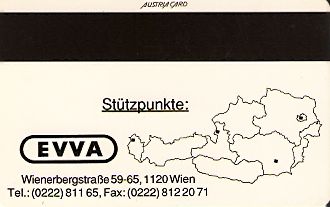 AUSTRIA CARD
Stützpunkte:
EVVA
Wienerbergstraße 59-65, 1120 Wien
Tel.: (0222) 811 65, Fax: (0222) 812 20 71